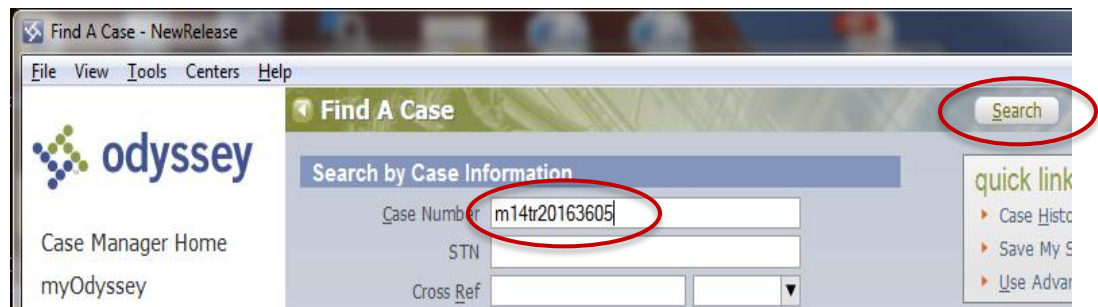 Find A Case - NewRelease
File View Tools Centers Help
Find A Case
Search
odyssey
Search by Case Information
quick link
Case Number m14tr20163605
Case Histo
Case Manager Home
STN
Save My S
myOdyssey
Cross Ref
Use Advan